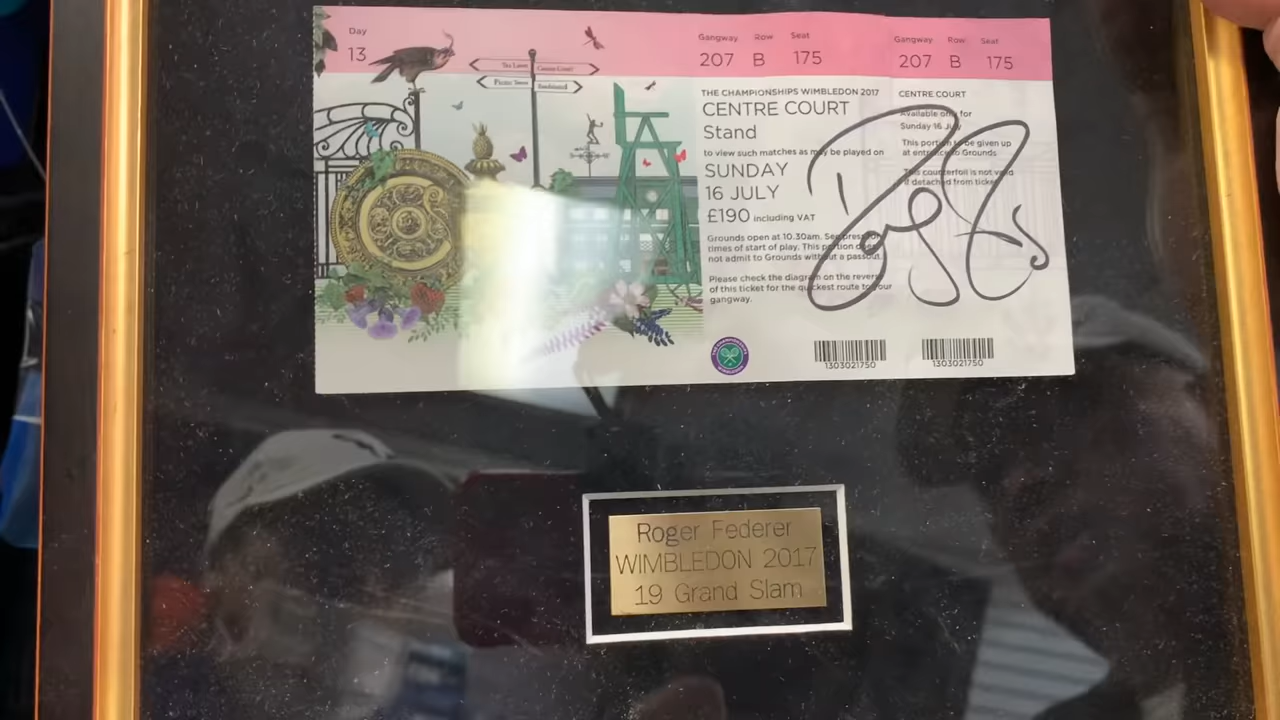 Day
13
Tea Lawn
Centre Court
Gangway Row Seat
207 B 175
THE CHAMPIONSHIPS WIMBLEDON 2017
CENTRE COURT
Stand
to view such matches as may be played on
SUNDAY
16 JULY
£190 including VAT
Grounds open at 10.30am. See press for
times of start of play. This portion does
not admit to Grounds without a passout.
Please check the diagram on the reverse
of this ticket for the quickest route to your
gangway.
1303021750
Gangway Row Seat
207 B 175
CENTRE COURT
Available only for
Sunday 16 July
This portion to be given up
at entrance to Grounds
This counterfoil is not valid
if detached from ticket
1303021750
Roger Federer
WIMBLEDON 2017
19 Grand Slam